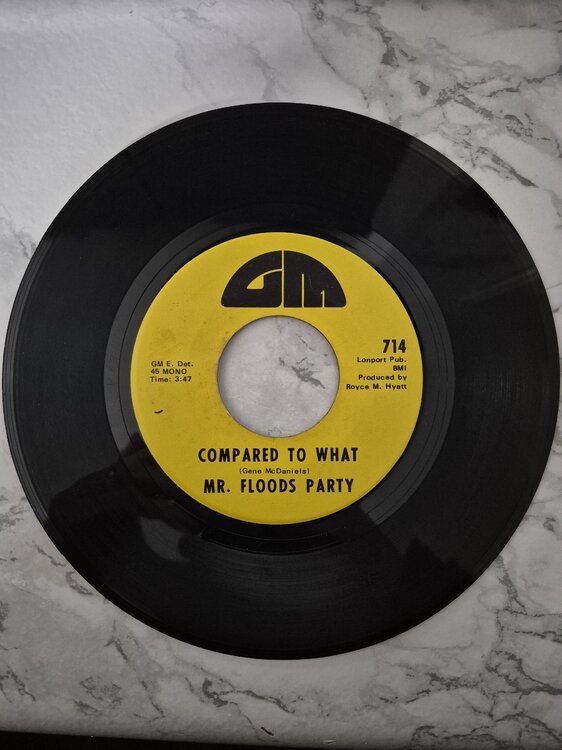 GM
GM E. Det.
45 MONO
Time: 3:47
714
Lonport Pub.
BMI
Produced by
Royce M. Hyatt
COMPARED TO WHAT
(Gene McDaniels)
MR. FLOODS PARTY